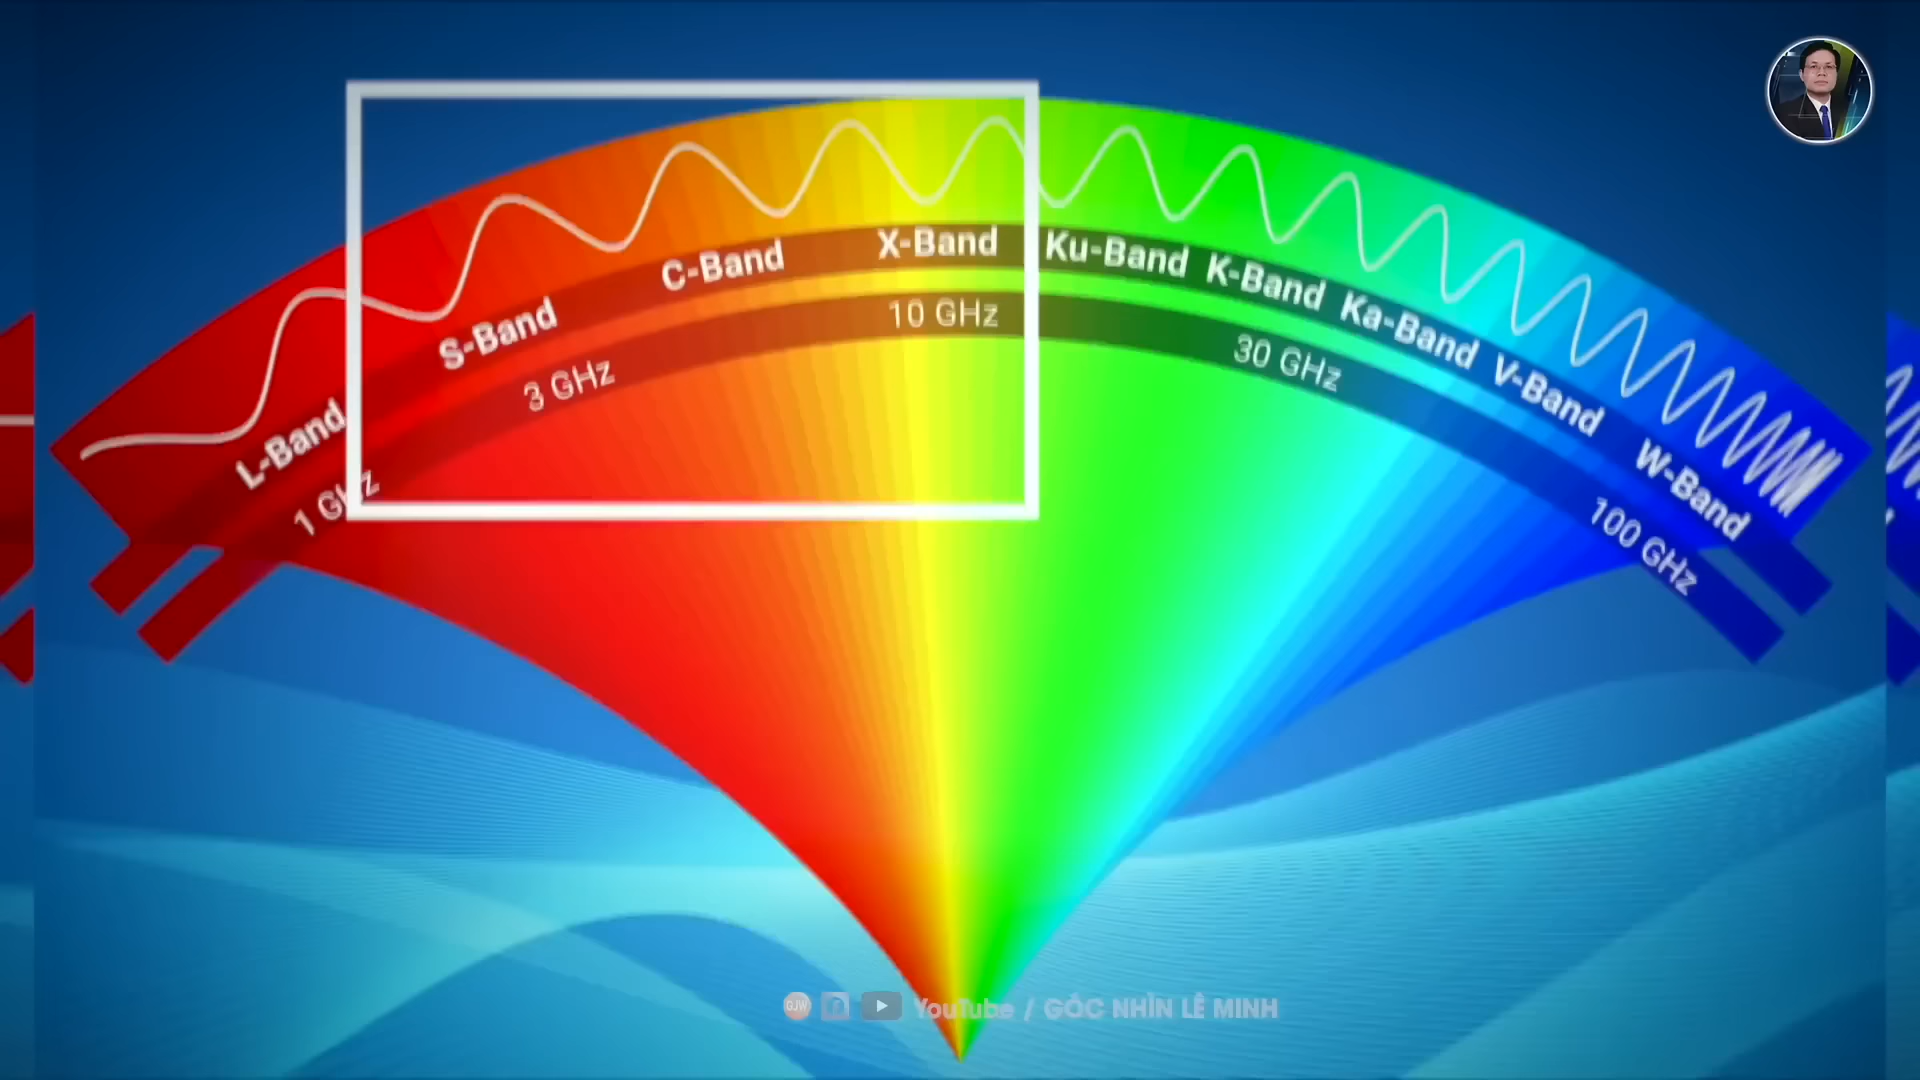 L-Band
S-Band
C-Band
X-Band
Ku-Band
K-Band
Ka-Band
V-Band
W-Band
1 GHz
3 GHz
10 GHz
30 GHz
100 GHz
GJW
YouTube / GÓC NHÌN LÊ MINH